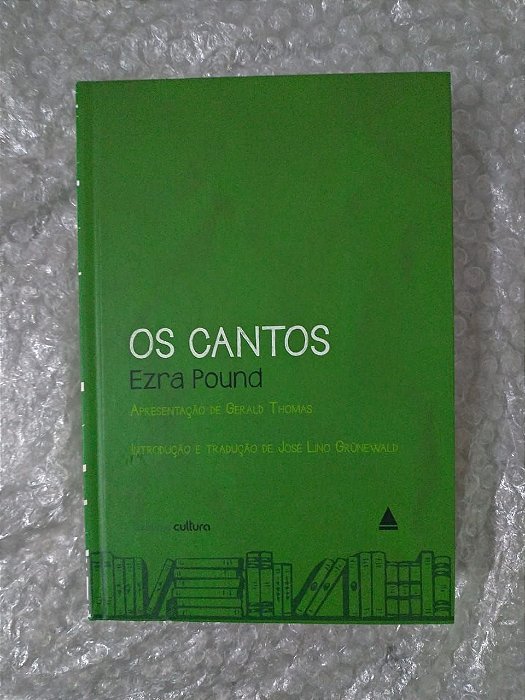 OS CANTOS
Ezra Pound
APRESENTAÇÃO DE GERALD THOMAS
INTRODUÇÃO E TRADUÇÃO DE JOSÉ LINO GRÜNEWALD
cultura